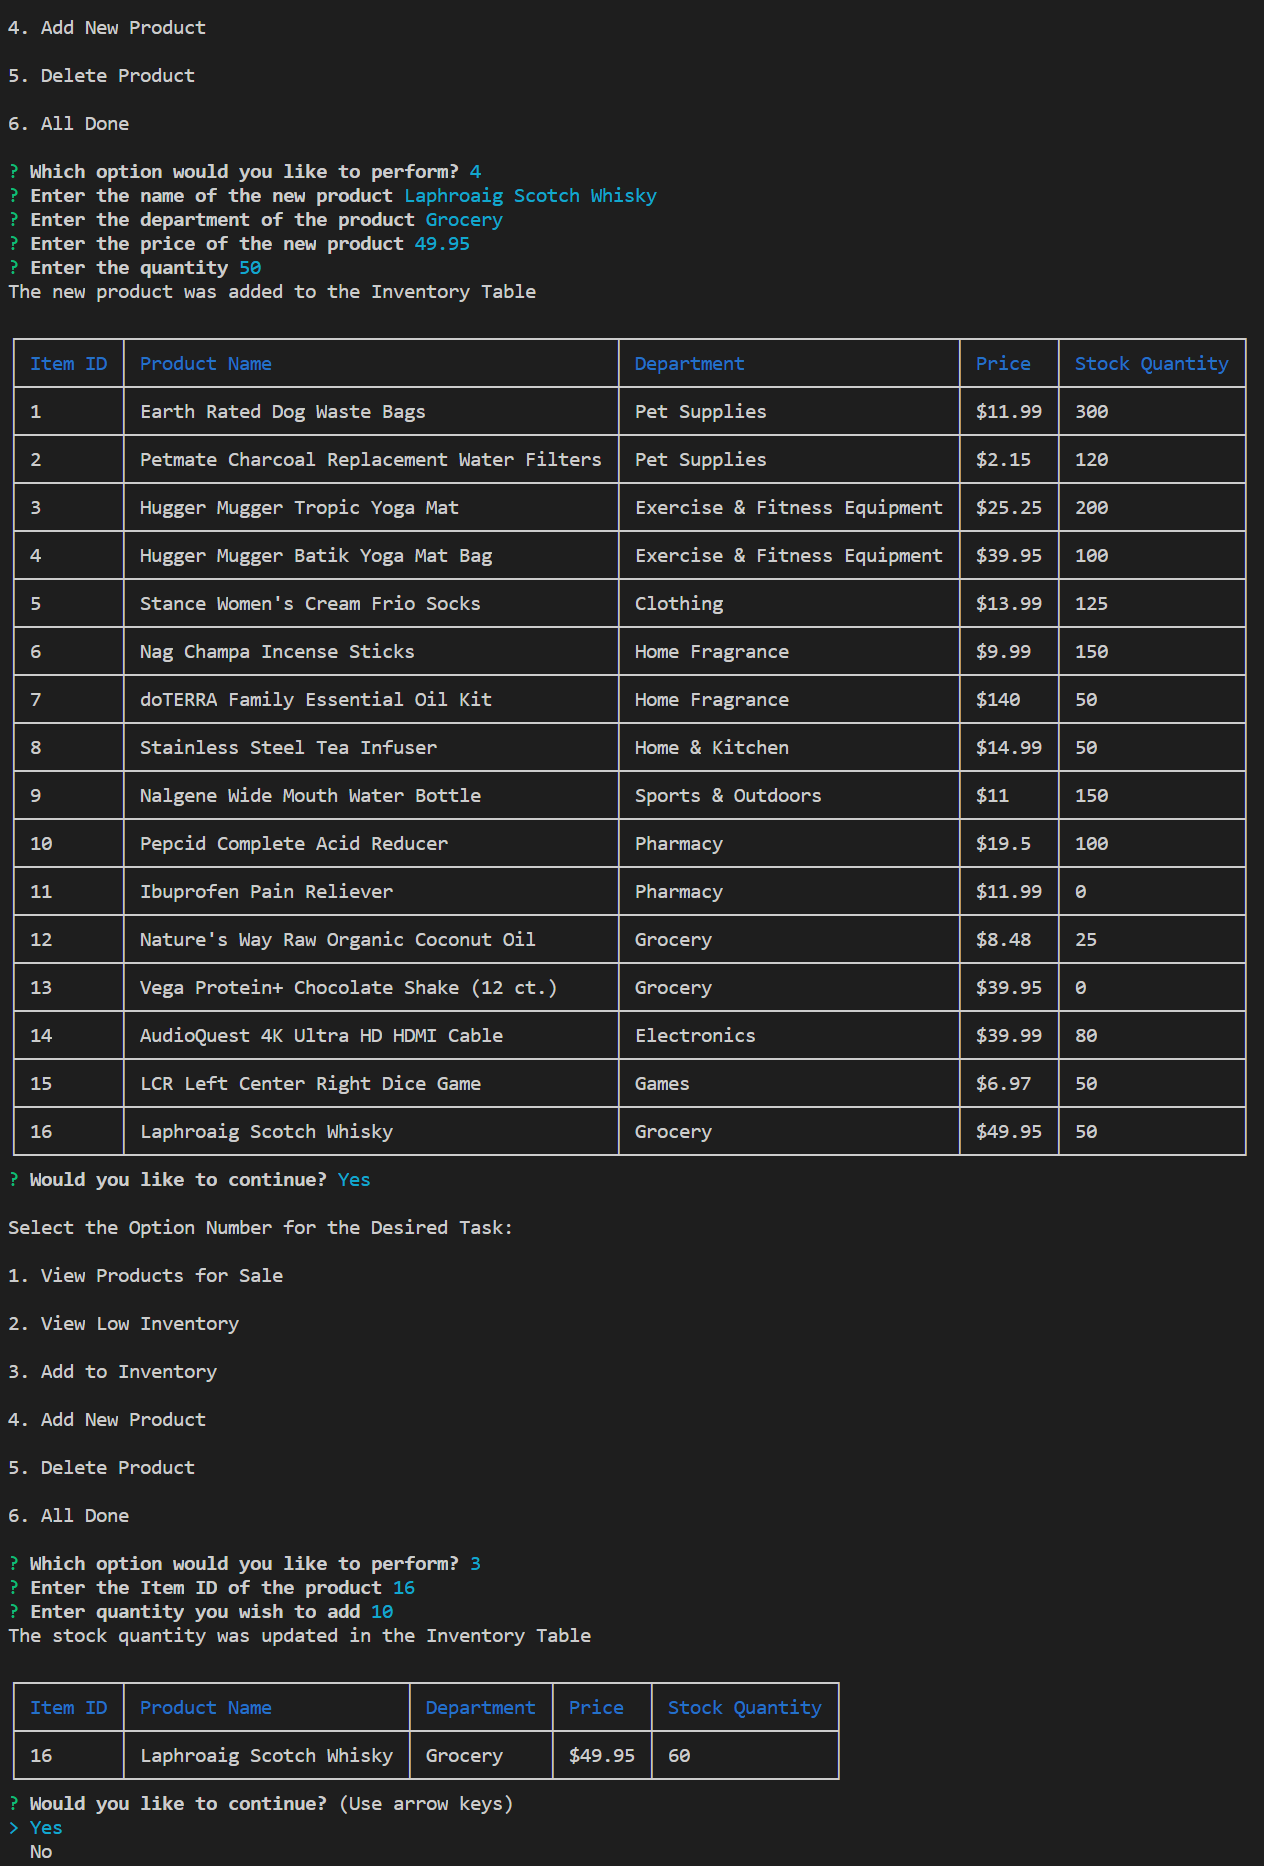 4. Add New Product
5. Delete Product
6. All Done
? Which option would you like to perform? 4
? Enter the name of the new product Laphroaig Scotch Whisky
? Enter the department of the product Grocery
? Enter the price of the new product 49.95
? Enter the quantity 50
The new product was added to the Inventory Table
Item ID Product Name Department Price Stock Quantity
1 Earth Rated Dog Waste Bags Pet Supplies $11.99 300
2 Petmate Charcoal Replacement Water Filters Pet Supplies $2.15 120
3 Hugger Mugger Tropic Yoga Mat Exercise & Fitness Equipment $25.25 200
4 Hugger Mugger Batik Yoga Mat Bag Exercise & Fitness Equipment $39.95 100
5 Stance Women's Cream Frio Socks Clothing $13.99 125
6 Nag Champa Incense Sticks Home Fragrance $9.99 150
7 doTERRA Family Essential Oil Kit Home Fragrance $140 50
8 Stainless Steel Tea Infuser Home & Kitchen $14.99 50
9 Nalgene Wide Mouth Water Bottle Sports & Outdoors $11 150
10 Pepcid Complete Acid Reducer Pharmacy $19.5 100
11 Ibuprofen Pain Reliever Pharmacy $11.99 0
12 Nature's Way Raw Organic Coconut Oil Grocery $8.48 25
13 Vega Protein+ Chocolate Shake (12 ct.) Grocery $39.95 0
14 AudioQuest 4K Ultra HD HDMI Cable Electronics $39.99 80
15 LCR Left Center Right Dice Game Games $6.97 50
16 Laphroaig Scotch Whisky Grocery $49.95 50
? Would you like to continue? Yes
Select the Option Number for the Desired Task:
1. View Products for Sale
2. View Low Inventory
3. Add to Inventory
4. Add New Product
5. Delete Product
6. All Done
? Which option would you like to perform? 3
? Enter the Item ID of the product 16
? Enter quantity you wish to add 10
The stock quantity was updated in the Inventory Table
Item ID Product Name Department Price Stock Quantity
16 Laphroaig Scotch Whisky Grocery $49.95 60
? Would you like to continue? (Use arrow keys)
> Yes
No